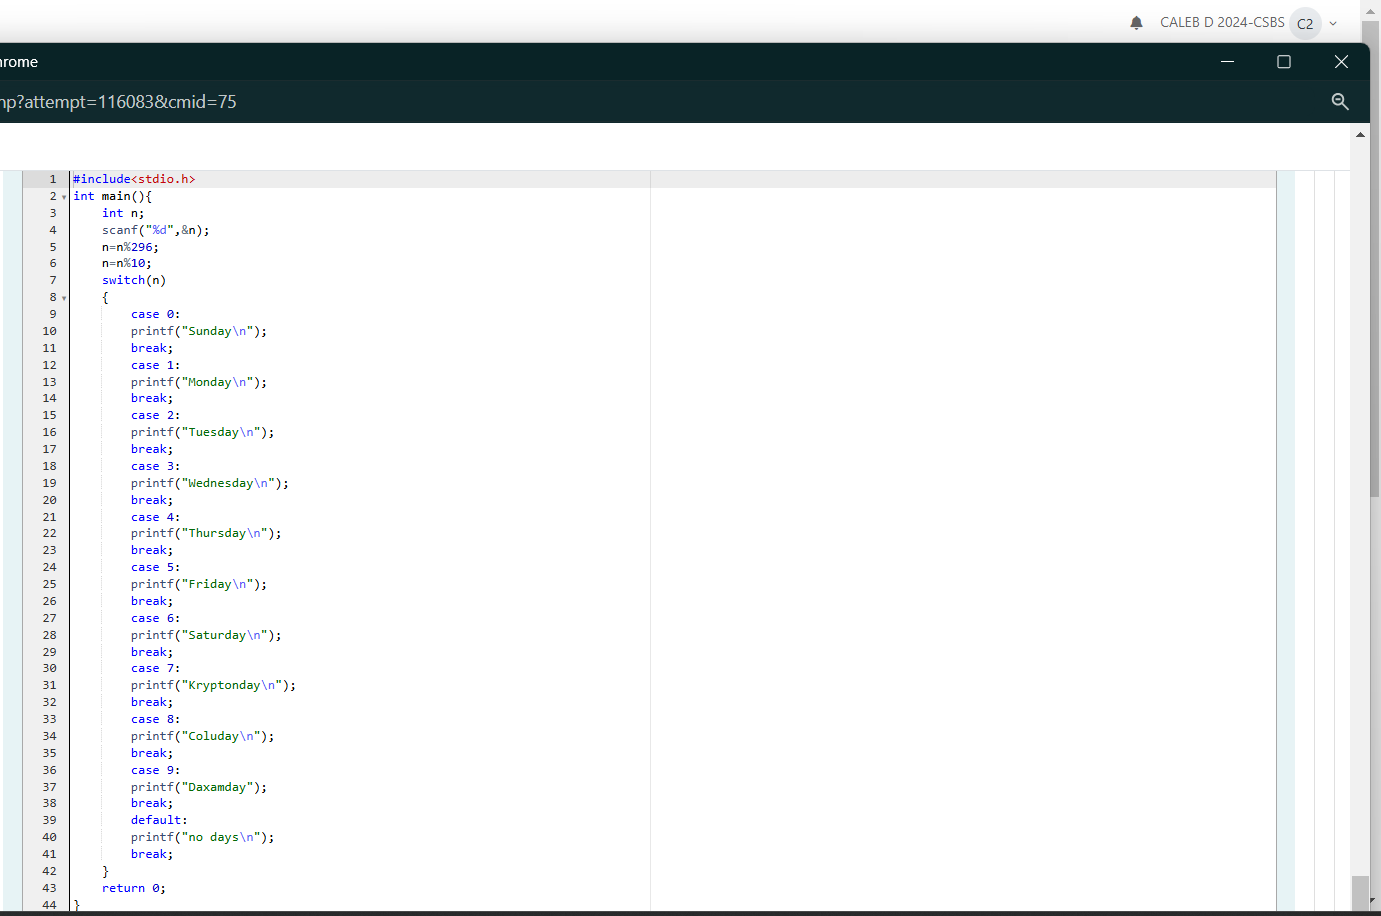 CALEB D 2024-CSBS C2
hrome
np?attempt=116083&cmid=75
1 #include<stdio.h>
2 int main(){
3 int n;
4 scanf("%d",&n);
5 n=n%296;
6 n=n%10;
7 switch(n)
8 {
9 case 0:
10 printf("Sunday\n");
11 break;
12 case 1:
13 printf("Monday\n");
14 break;
15 case 2:
16 printf("Tuesday\n");
17 break;
18 case 3:
19 printf("Wednesday\n");
20 break;
21 case 4:
22 printf("Thursday\n");
23 break;
24 case 5:
25 printf("Friday\n");
26 break;
27 case 6:
28 printf("Saturday\n");
29 break;
30 case 7:
31 printf("Kryptonday\n");
32 break;
33 case 8:
34 printf("Coluday\n");
35 break;
36 case 9:
37 printf("Daxamday");
38 break;
39 default:
40 printf("no days\n");
41 break;
42 }
43 return 0;
44 }